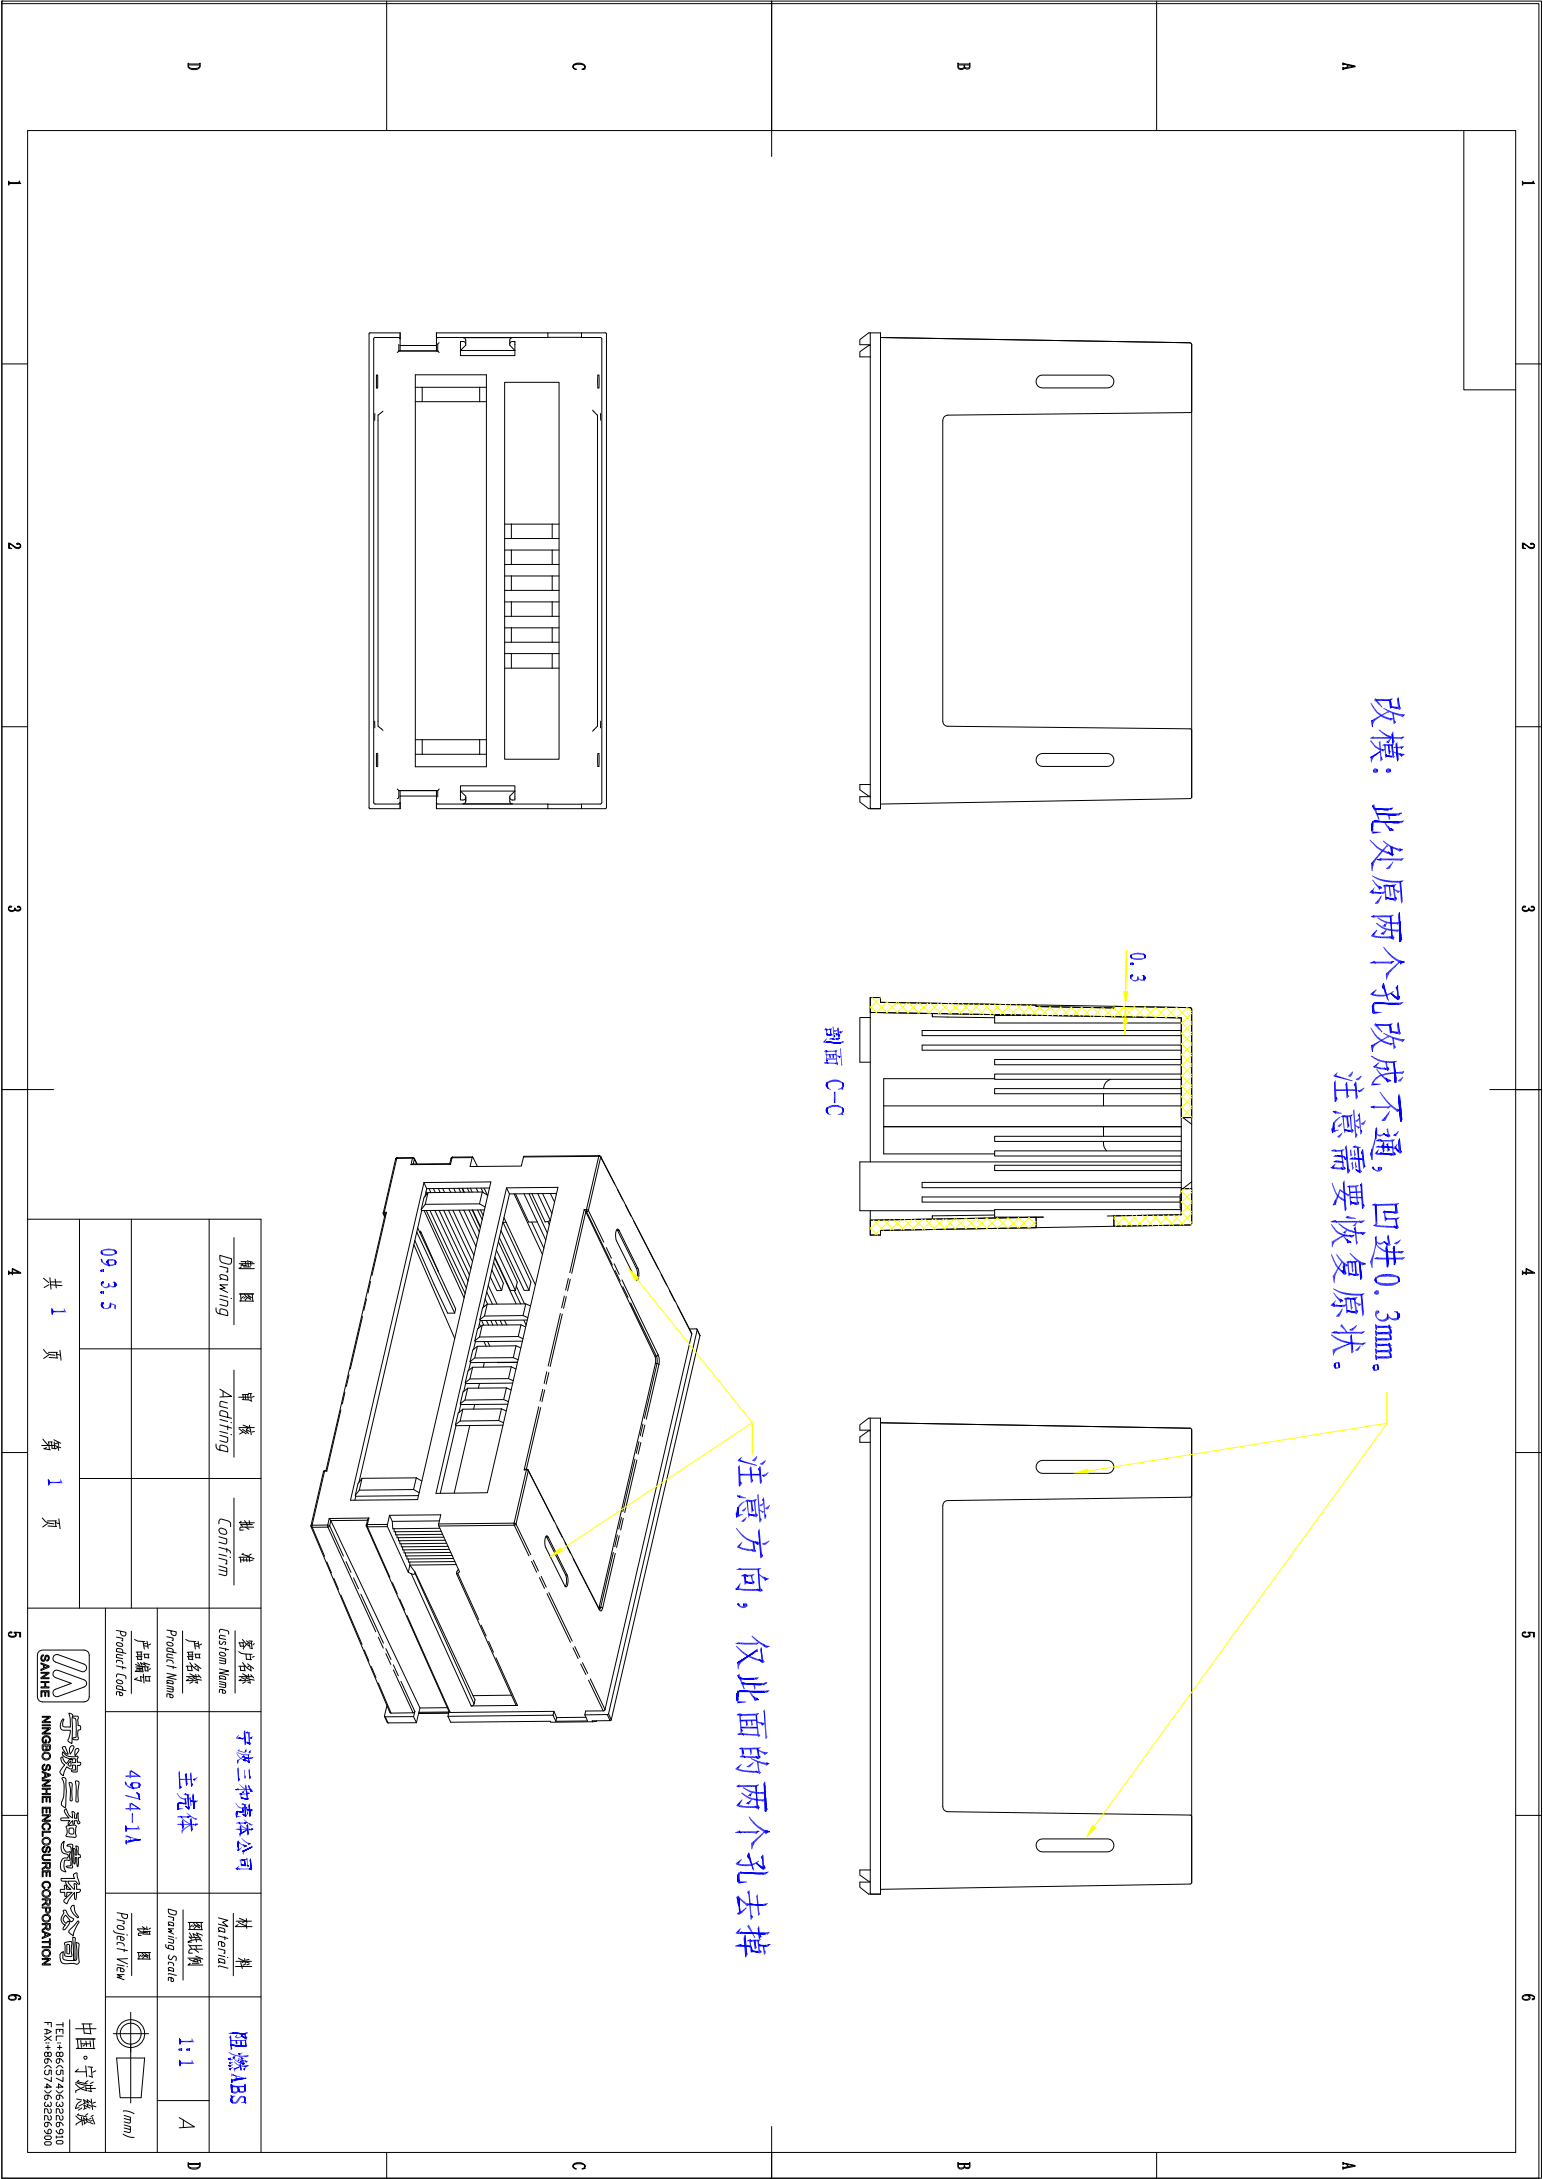 1
2
3
4
5
6
A
A
改模：此处原两个孔改成不通，凹进0.3mm。
注意需要恢复原状。
B
B
0.3
剖面 C-C
注意方向，仅此面的两个孔去掉
C
C
制 图
Drawing
审 核
Auditing
批 准
Confirm
客户名称
Custom Name
宁波三和壳体公司
材 料
Material
阻燃ABS
产品名称
Product Name
主壳体
图纸比例
Drawing Scale
1:1
A
产品编号
Product Code
4974-1A
视 图
Project View
(mm)
09.3.5
共 1 页 第 1 页
SANHE
宁波三和壳体公司
NINGBO SANHE ENCLOSURE CORPORATION
中国。宁波慈溪
TEL:+86(574)63226910
FAX:+86(574)63226900
D
D
1
2
3
4
5
6